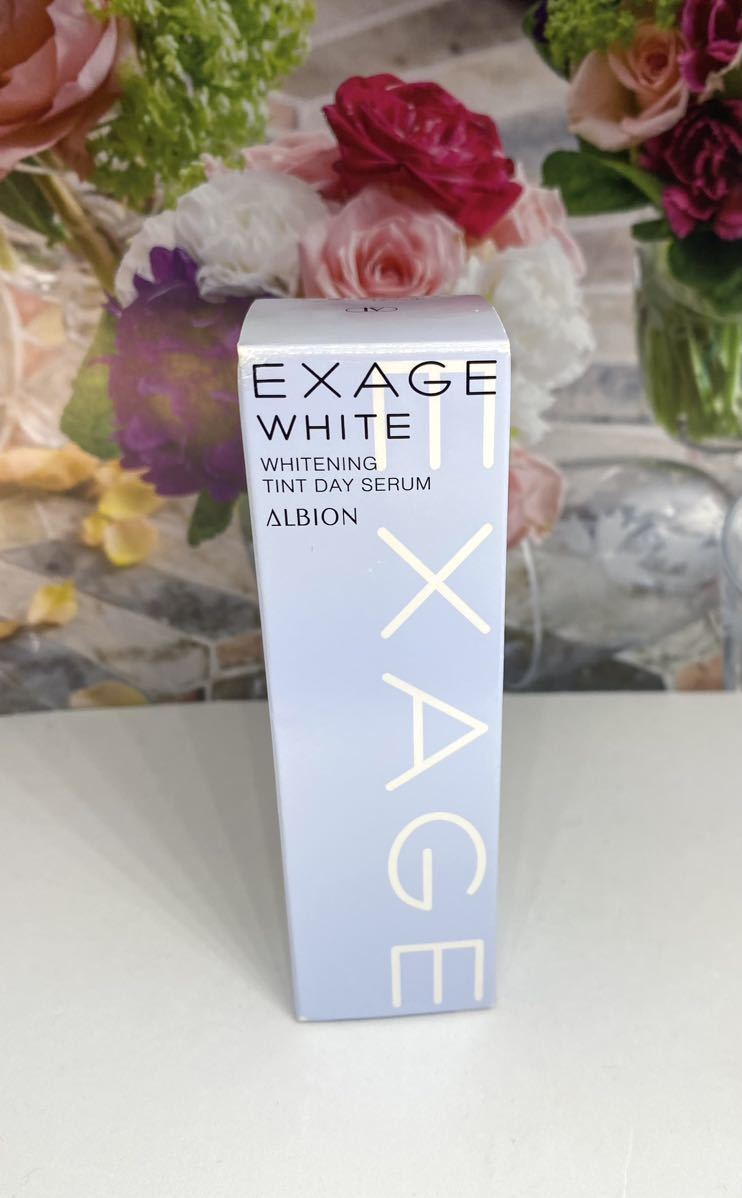 EXAGE
WHITE
WHITENING
TINT DAY SERUM
ALBION
EXAGE